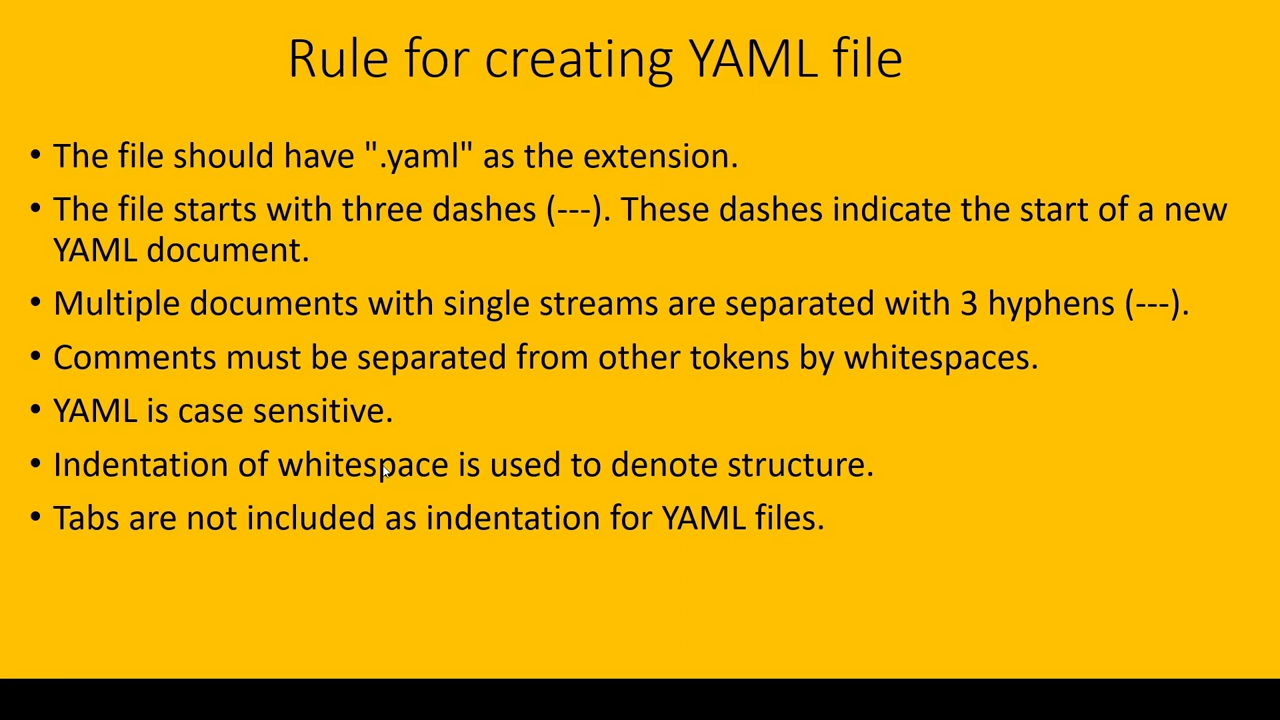 Rule for creating YAML file
• The file should have ".yaml" as the extension.
• The file starts with three dashes (---). These dashes indicate the start of a new
YAML document.
• Multiple documents with single streams are separated with 3 hyphens (---).
• Comments must be separated from other tokens by whitespaces.
• YAML is case sensitive.
• Indentation of whitespace is used to denote structure.
• Tabs are not included as indentation for YAML files.